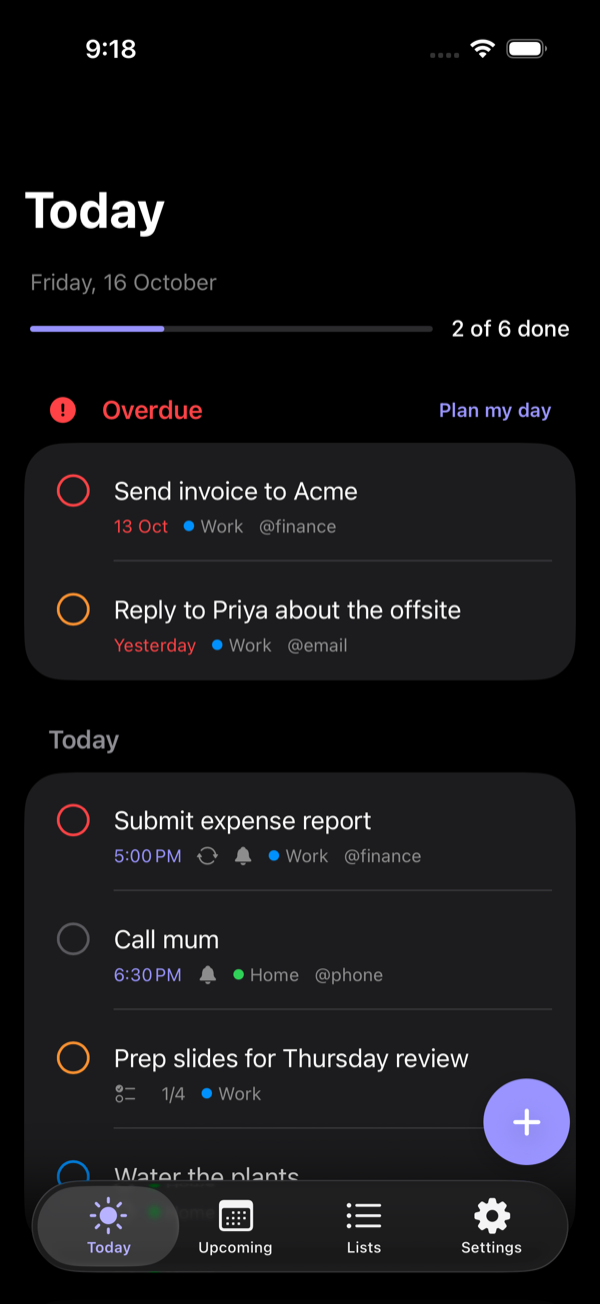 9:18
Today
Friday, 16 October
2 of 6 done
Overdue
Plan my day
Send invoice to Acme
13 Oct Work @finance
Reply to Priya about the offsite
Yesterday Work @email
Today
Submit expense report
5:00 PM Work @finance
Call mum
6:30 PM Home @phone
Prep slides for Thursday review
1/4 Work
Water the plants
Today Upcoming Lists Settings